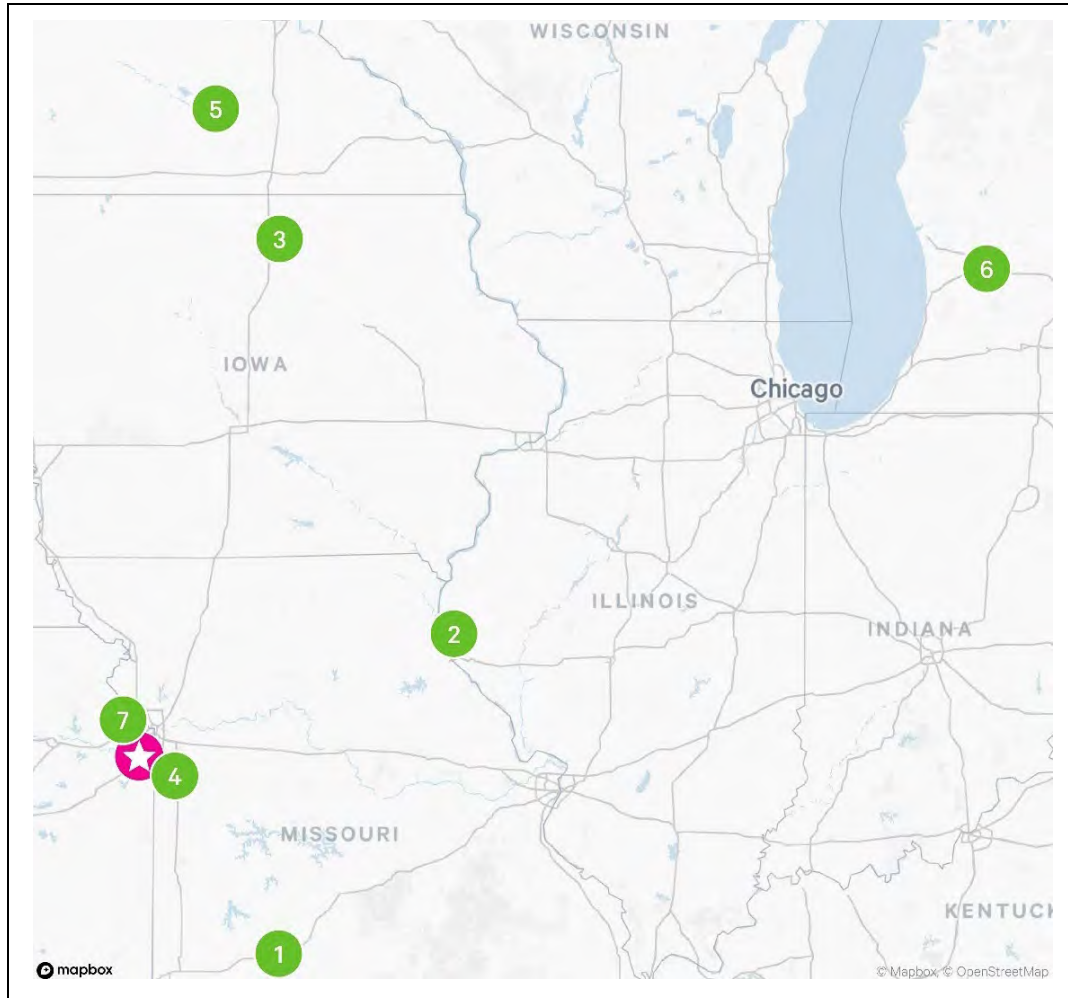 WISCONSIN
5
3
6
IOWA
Chicago
ILLINOIS
2
INDIANA
7
4
MISSOURI
KENTUCK
1
mapbox
© Mapbox, © OpenStreetMap